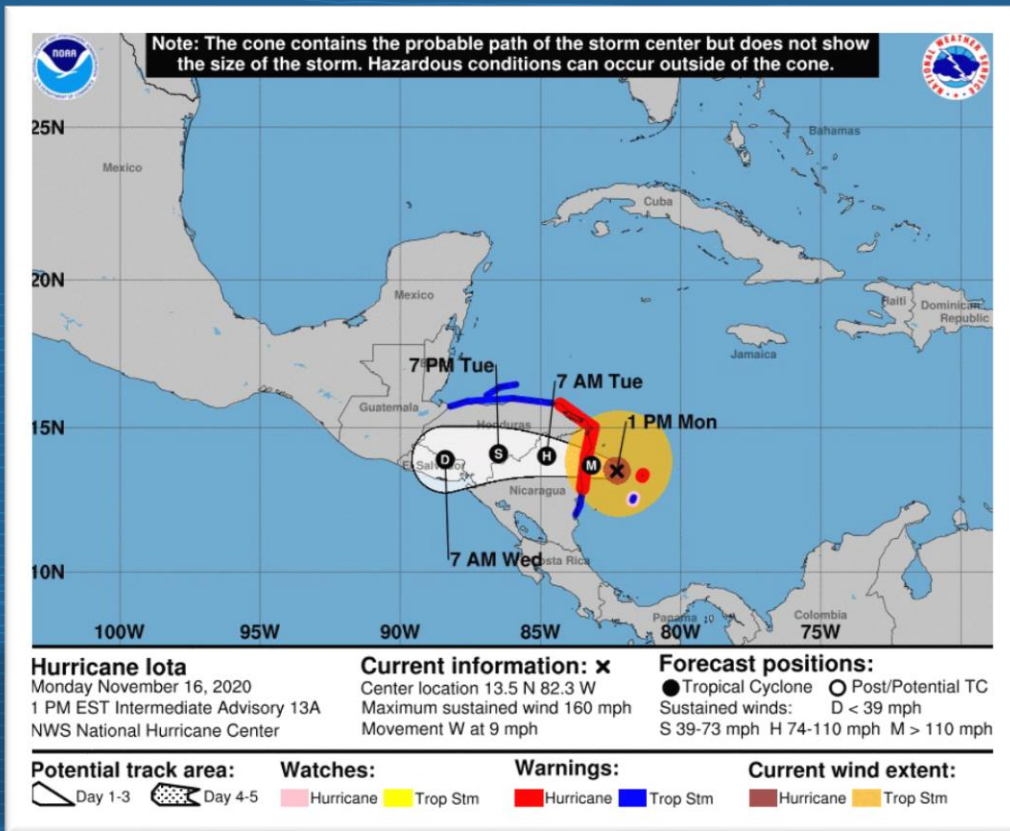 Note: The cone contains the probable path of the storm center but does not show
the size of the storm. Hazardous conditions can occur outside of the cone.
NOAA
NATIONAL WEATHER SERVICE
25N
Bahamas
Mexico
Cuba
20N
Mexico
Haiti
Dominican
Republic
Jamaica
7 PM Tue
7 AM Tue
Guatemala
1 PM Mon
15N
Honduras
D
S
H
M
El Salvador
Nicaragua
7 AM Wed
Costa Rica
10N
Panama
Colombia
100W 95W 90W 85W 80W 75W
Hurricane Iota
Monday November 16, 2020
1 PM EST Intermediate Advisory 13A
NWS National Hurricane Center
Current information: x
Center location 13.5 N 82.3 W
Maximum sustained wind 160 mph
Movement W at 9 mph
Forecast positions:
Tropical Cyclone Post/Potential TC
Sustained winds: D < 39 mph
S 39-73 mph H 74-110 mph M > 110 mph
Potential track area:
Day 1-3 Day 4-5
Watches:
Hurricane Trop Stm
Warnings:
Hurricane Trop Stm
Current wind extent:
Hurricane Trop Stm